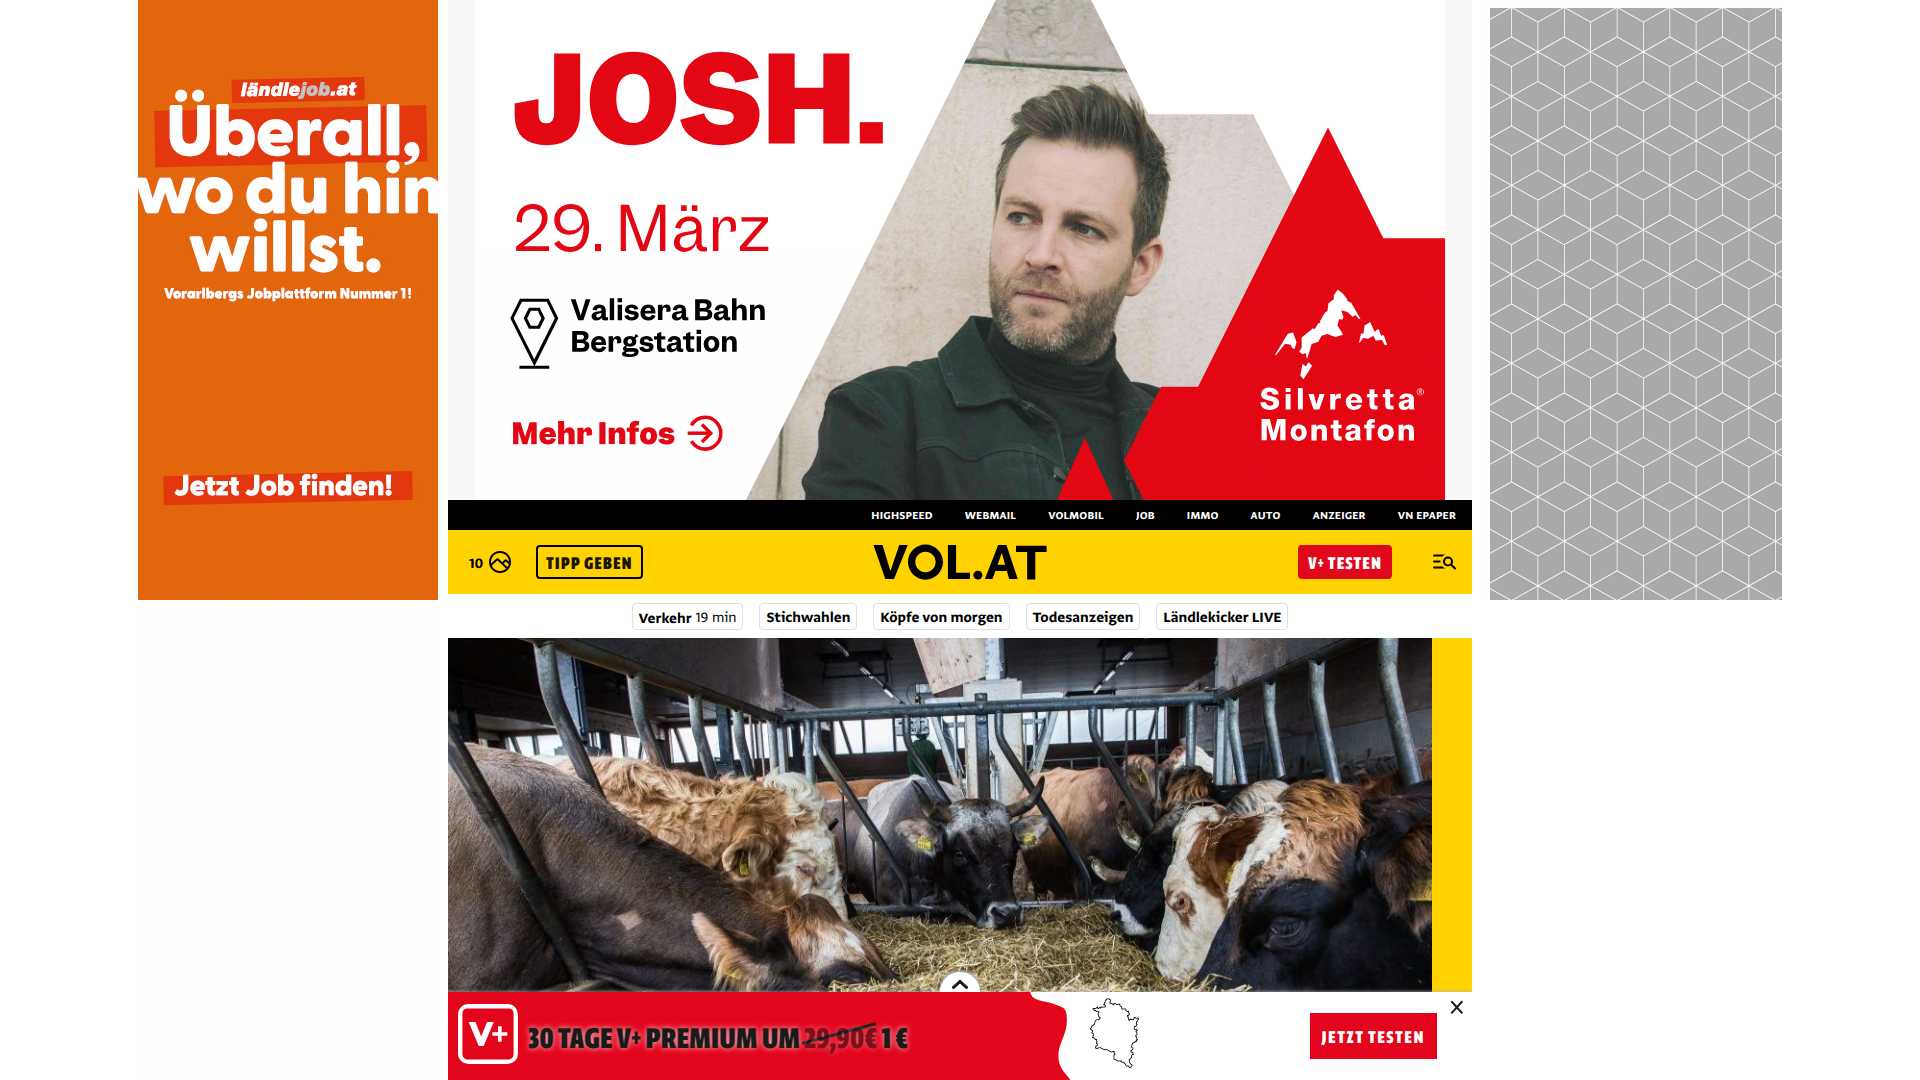 ländlejob.at
Überall,
wo du hin
willst.
Vorarlbergs Jobplattform Nummer 1!
Jetzt Job finden!
JOSH.
29. März
Valisera Bahn
Bergstation
Mehr Infos
Silvretta®
Montafon
HIGHSPEED WEBMAIL VOLMOBIL JOB IMMO AUTO ANZEIGER VN EPAPER
10 TIPP GEBEN VOL.AT V+ TESTEN
Verkehr 19 min Stichwahlen Köpfe von morgen Todesanzeigen Ländlekicker LIVE
V+ 30 TAGE V+ PREMIUM UM 29,90€ 1 € JETZT TESTEN